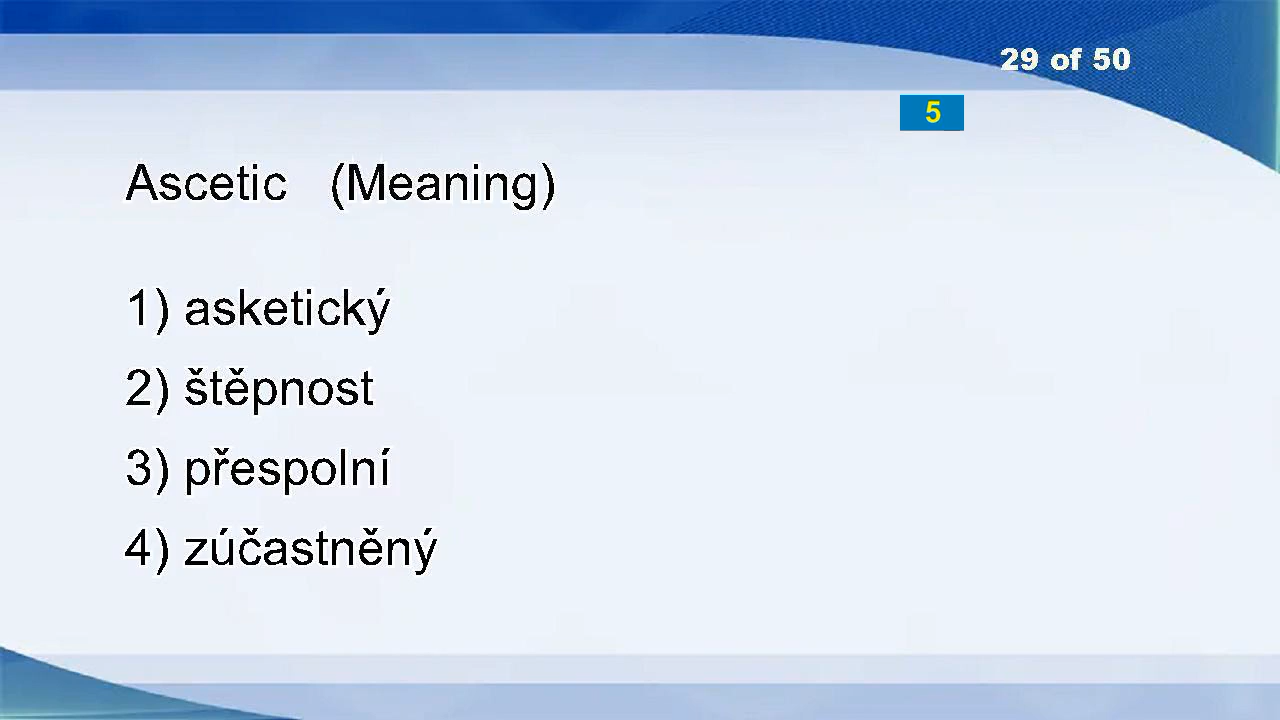 29 of 50
5
Ascetic (Meaning)
1) asketický
2) štěpnost
3) přespolní
4) zúčastněný